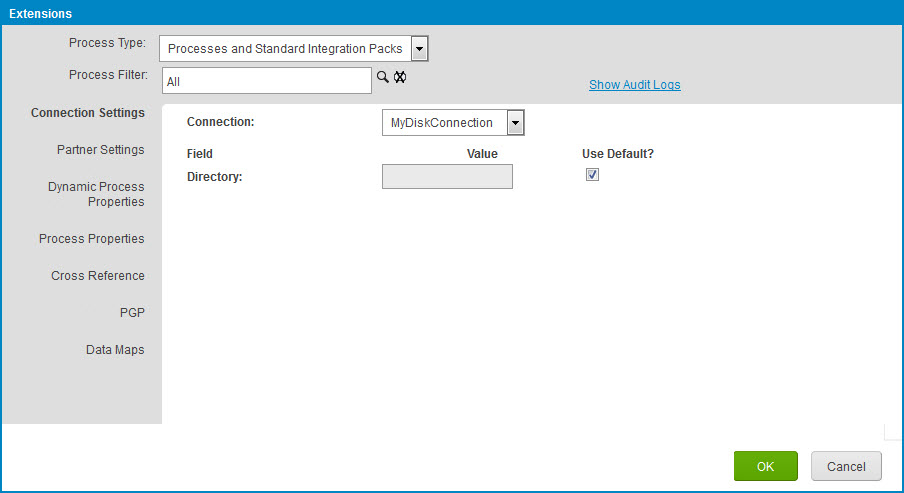 Extensions
Process Type: Processes and Standard Integration Packs
Process Filter: All
Show Audit Logs
Connection Settings
Partner Settings
Dynamic Process
Properties
Process Properties
Cross Reference
PGP
Data Maps
Connection: MyDiskConnection
Field Value Use Default?
Directory:
OK Cancel